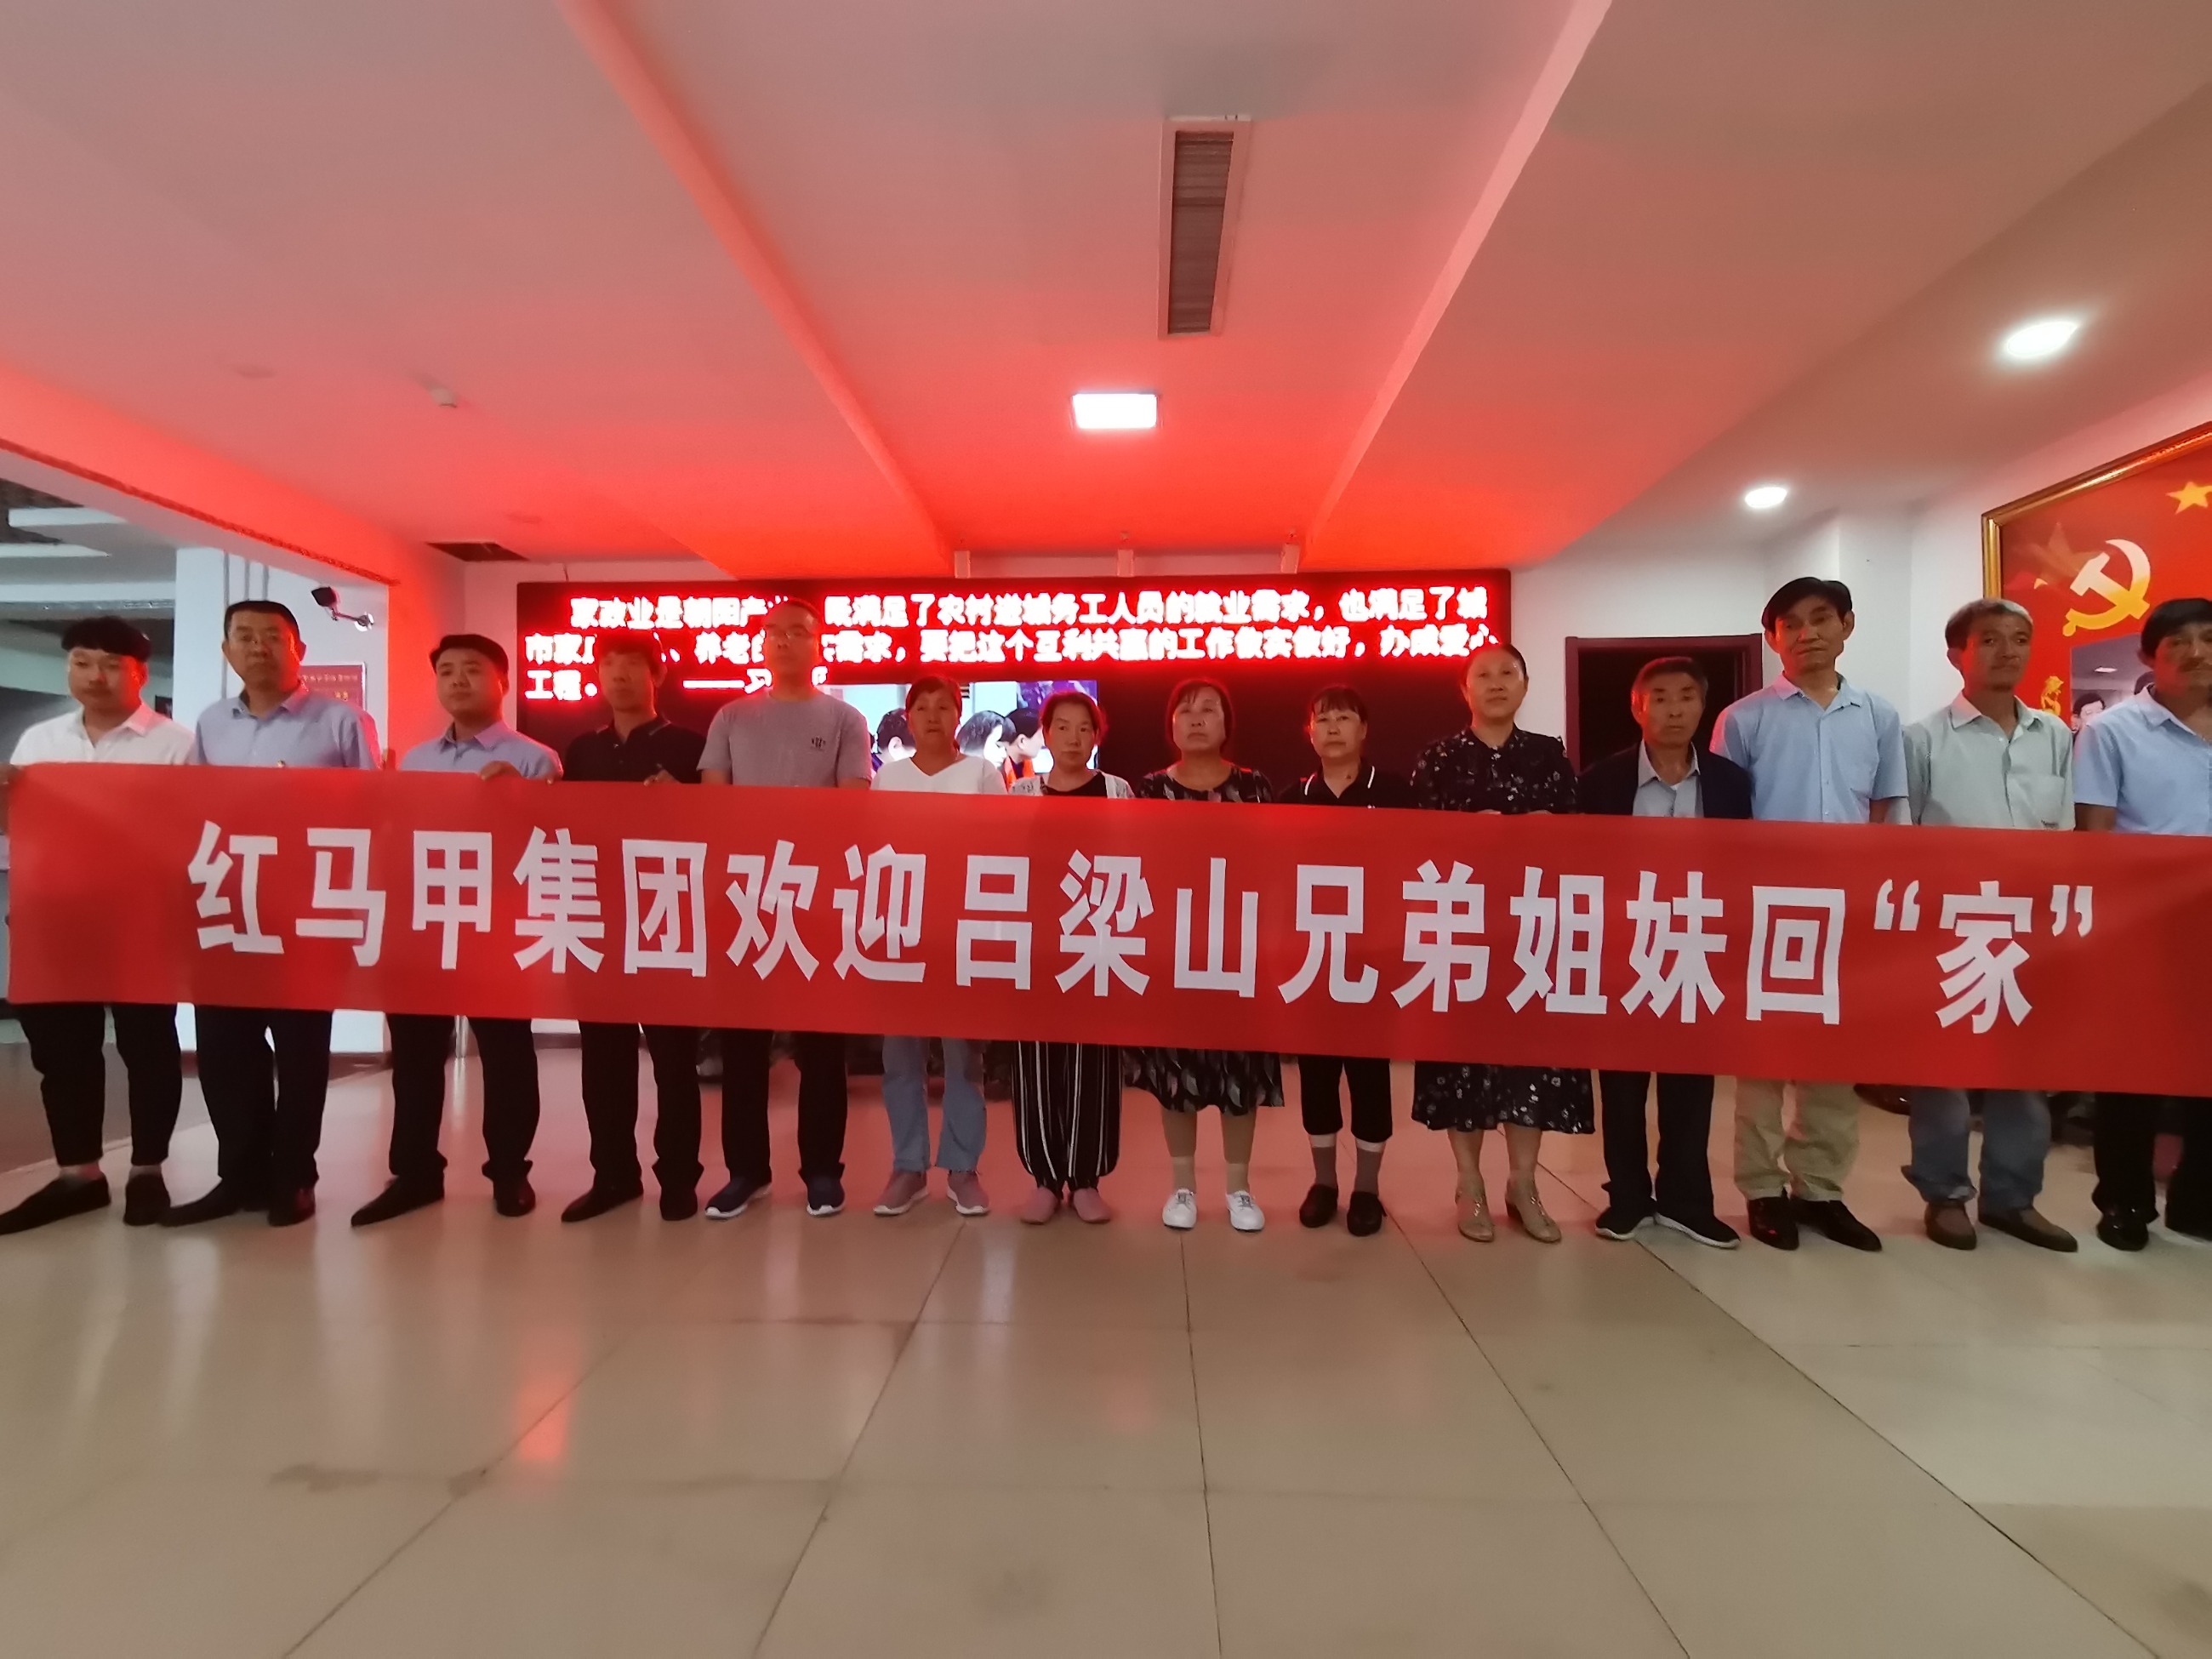 家政业是朝阳产 满足了农村进城务工人员的就业需求，也满足了城
市家 、养老 需求，要把这个互利共赢的工作做实做好，办成爱心
工程。 ——习
红马甲集团欢迎吕梁山兄弟姐妹回“家”